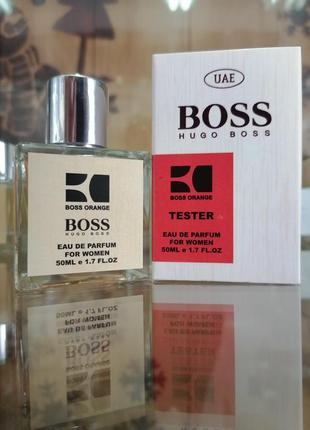 BOSS ORANGE
BOSS
HUGO BOSS
EAU DE PARFUM
FOR WOMEN
50ML e 1.7 FL.OZ
UAE
BOSS
HUGO BOSS
BOSS ORANGE
TESTER
EAU DE PARFUM
FOR WOMEN
50ML e 1.7 FL.OZ